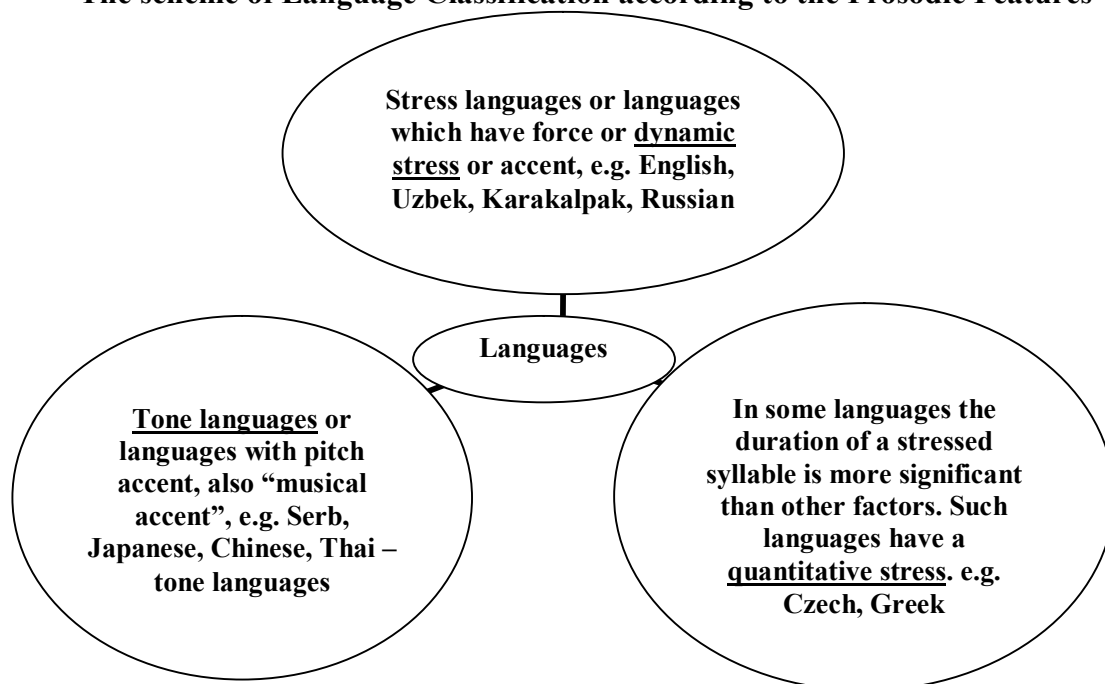 The scheme of Language Classification according to the Prosodic Features
Stress languages or languages
which have force or dynamic
stress or accent, e.g. English,
Uzbek, Karakalpak, Russian
Languages
Tone languages or
languages with pitch
accent, also “musical
accent”, e.g. Serb,
Japanese, Chinese, Thai –
tone languages
In some languages the
duration of a stressed
syllable is more significant
than other factors. Such
languages have a
quantitative stress. e.g.
Czech, Greek